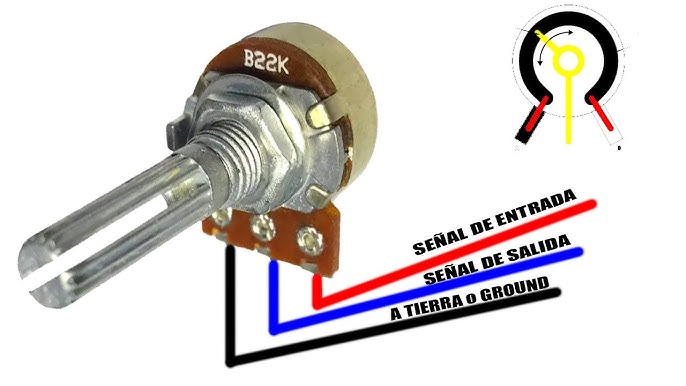 B22K
SEÑAL DE ENTRADA
SEÑAL DE SALIDA
A TIERRA o GROUND